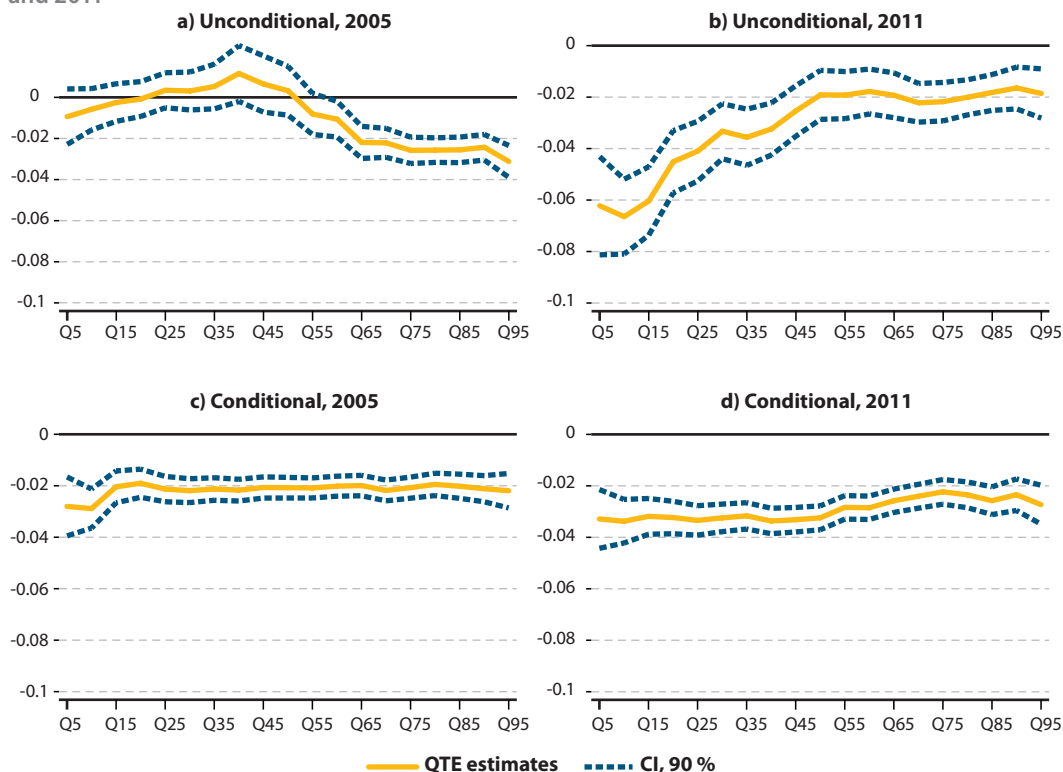 and 2011
a) Unconditional, 2005
b) Unconditional, 2011
0
-0.02
-0.04
-0.06
-0.08
-0.1
Q5 Q15 Q25 Q35 Q45 Q55 Q65 Q75 Q85 Q95
0
-0.02
-0.04
-0.06
-0.08
-0.1
Q5 Q15 Q25 Q35 Q45 Q55 Q65 Q75 Q85 Q95
c) Conditional, 2005
d) Conditional, 2011
0
-0.02
-0.04
-0.06
-0.08
-0.1
Q5 Q15 Q25 Q35 Q45 Q55 Q65 Q75 Q85 Q95
0
-0.02
-0.04
-0.06
-0.08
-0.1
Q5 Q15 Q25 Q35 Q45 Q55 Q65 Q75 Q85 Q95
QTE estimates CI, 90 %